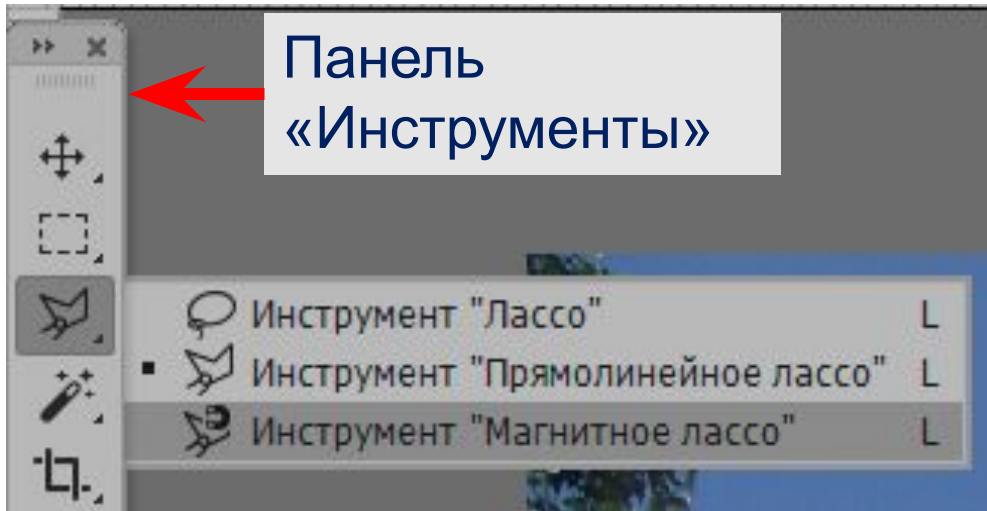 Панель
«Инструменты»
Инструмент "Лассо" L
Инструмент "Прямолинейное лассо" L
Инструмент "Магнитное лассо" L